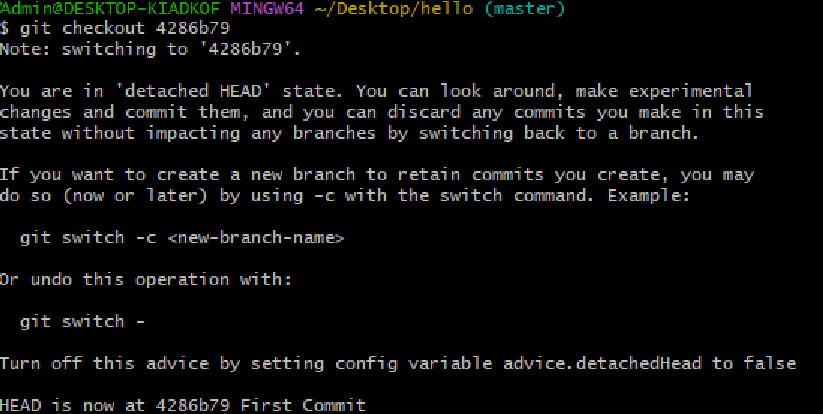 Admin@DESKTOP-KIADKOF MINGW64 ~/Desktop/hello (master)
$ git checkout 4286b79
Note: switching to '4286b79'.
You are in 'detached HEAD' state. You can look around, make experimental
changes and commit them, and you can discard any commits you make in this
state without impacting any branches by switching back to a branch.
If you want to create a new branch to retain commits you create, you may
do so (now or later) by using -c with the switch command. Example:
git switch -c <new-branch-name>
Or undo this operation with:
git switch -
Turn off this advice by setting config variable advice.detachedHead to false
HEAD is now at 4286b79 First Commit